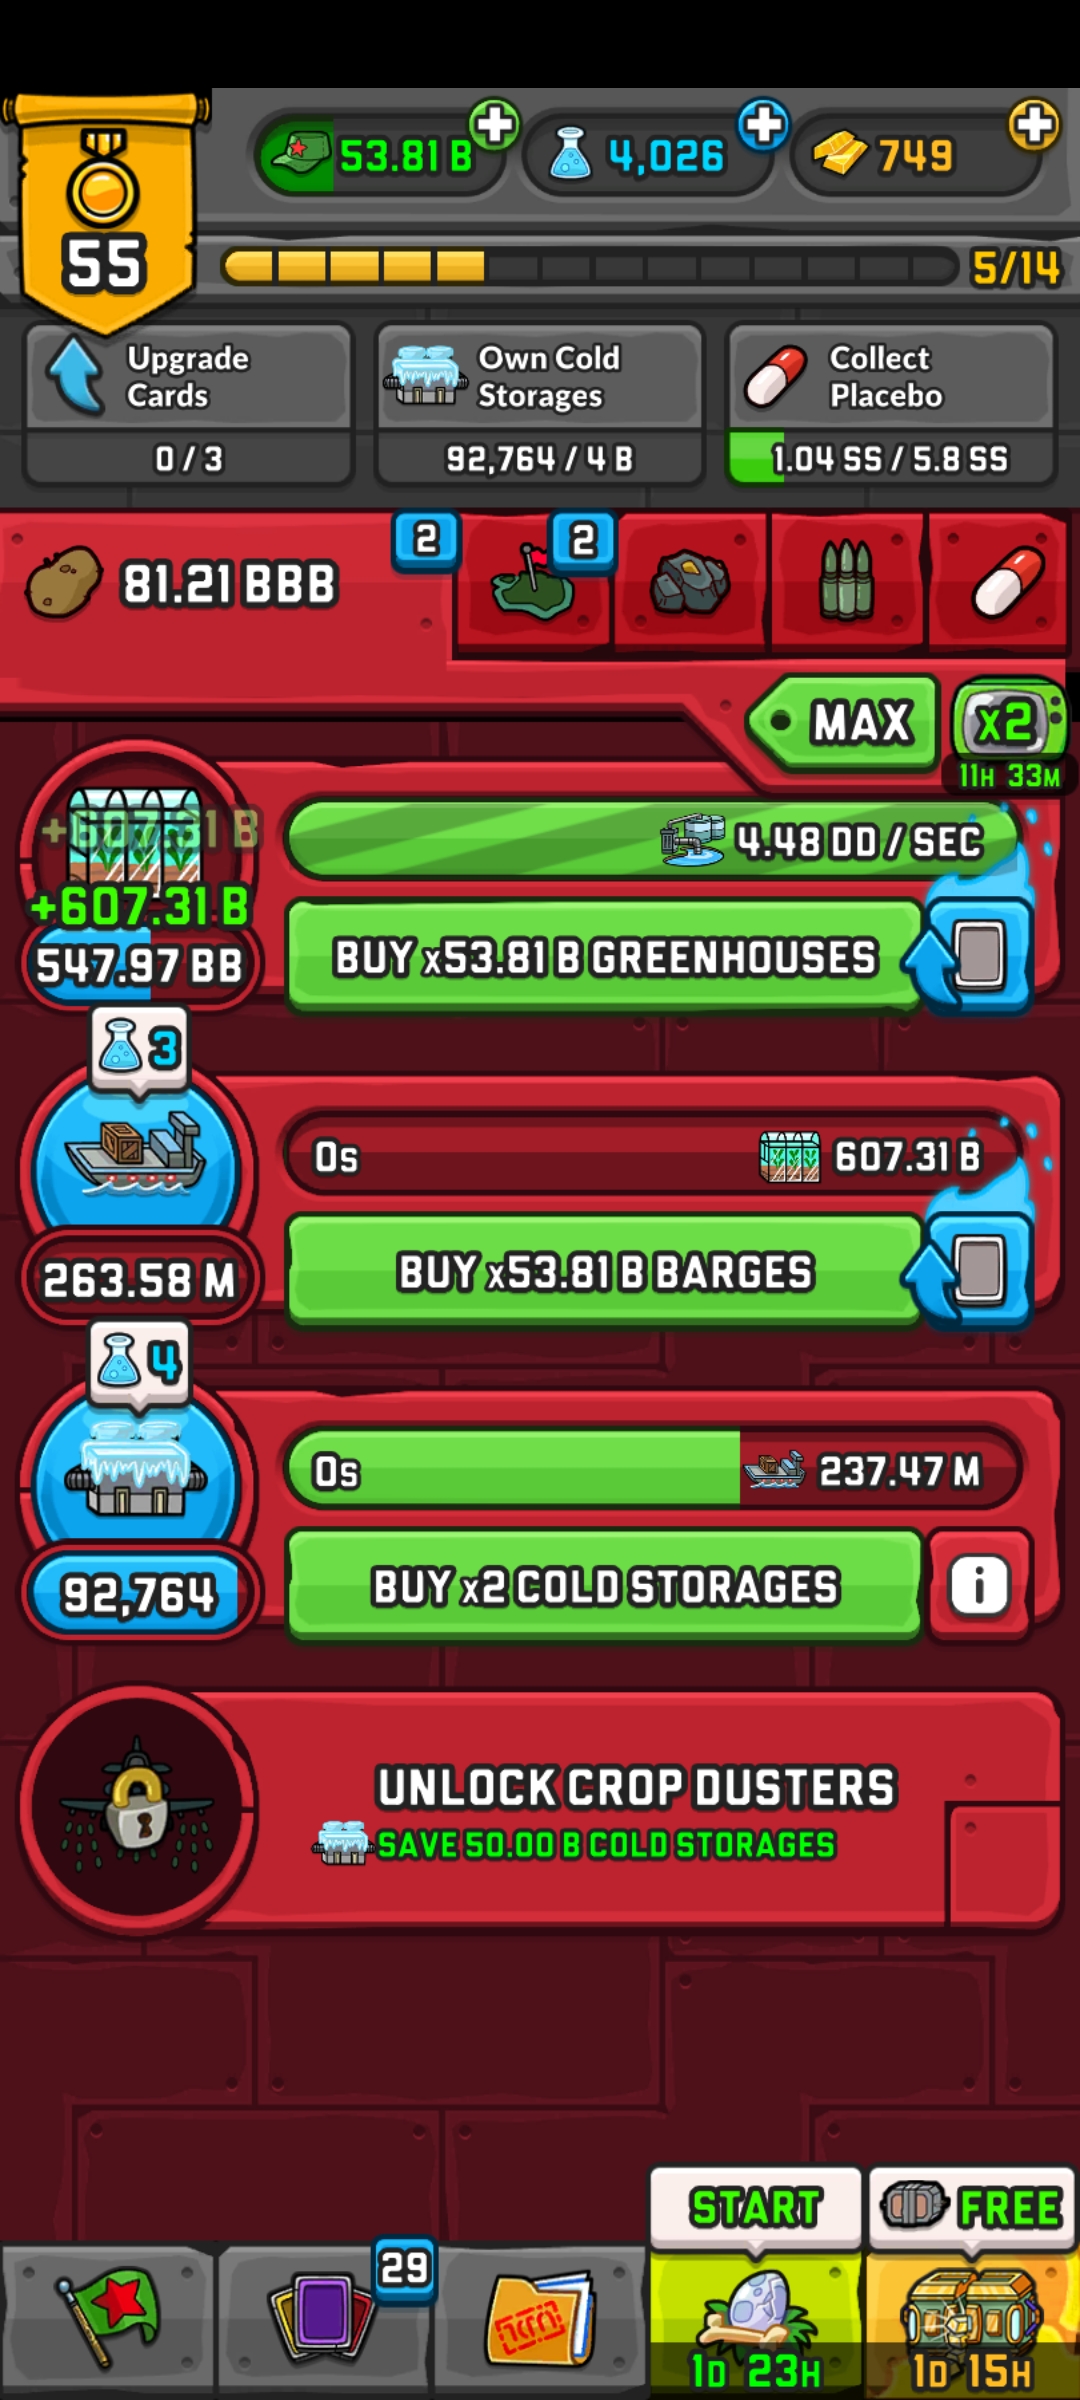 55
53.81 B
4,026
749
5/14
Upgrade
Cards
0 / 3
Own Cold
Storages
92,764 / 4 B
Collect
Placebo
1.04 SS / 5.8 SS
81.21 BBB
2
2
MAX
x2
11H 33M
+607.31 B
+607.31 B
547.97 BB
4.48 DD / SEC
BUY x53.81 B GREENHOUSES
3
263.58 M
0s
607.31 B
BUY x53.81 B BARGES
4
92,764
0s
237.47 M
BUY x2 COLD STORAGES
i
UNLOCK CROP DUSTERS
SAVE 50.00 B COLD STORAGES
29
START
1D 23H
FREE
1D 15H